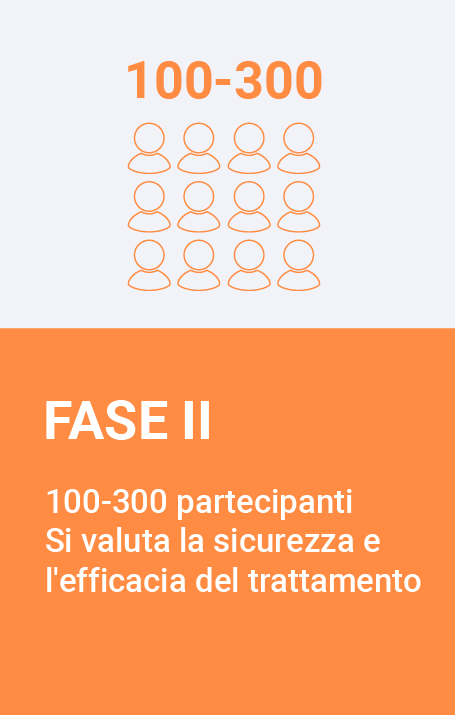 100-300
FASE II
100-300 partecipanti
Si valuta la sicurezza e
l'efficacia del trattamento